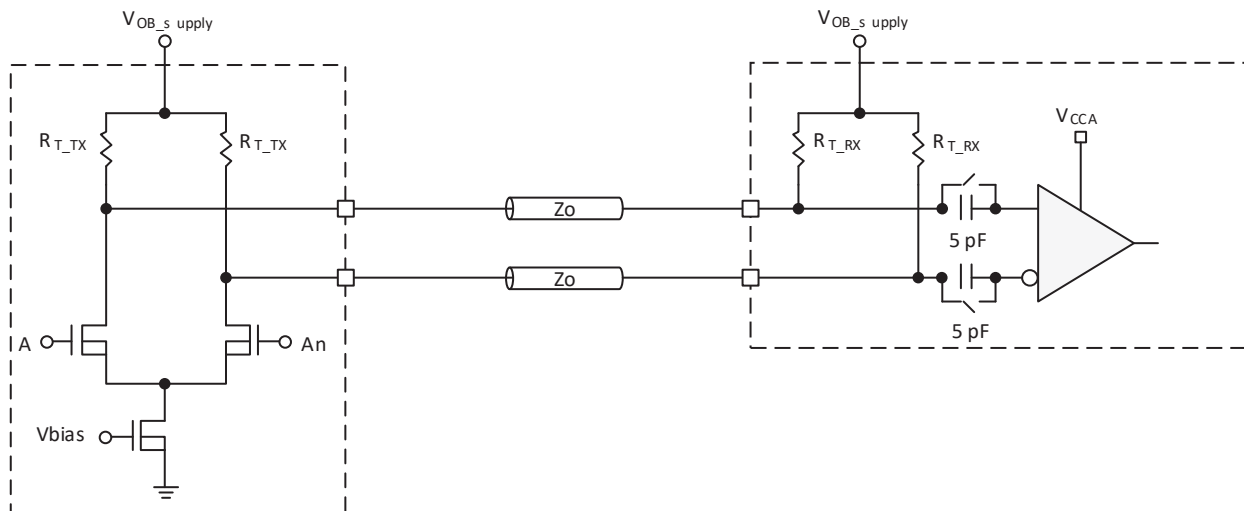 VOB_s upply
VOB_s upply
RT_TX
RT_TX
RT_RX
RT_RX
VCCA
Zo
5 pF
Zo
5 pF
A
An
Vbias